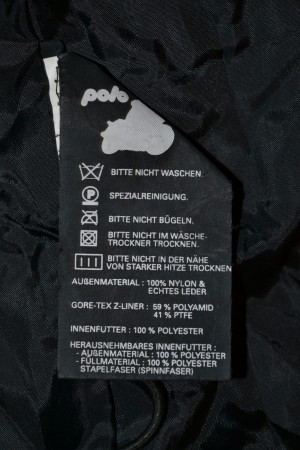 polo
BITTE NICHT WASCHEN.
P
SPEZIALREINIGUNG.
BITTE NICHT BÜGELN.
BITTE NICHT IM WÄSCHE-
TROCKNER TROCKNEN.
BITTE NICHT IN DER NÄHE
VON STARKER HITZE TROCKNEN
AUßENMATERIAL : 100% NYLON &
ECHTES LEDER
GORE-TEX Z-LINER : 59 % POLYAMID
41 % PTFE
INNENFUTTER : 100 % POLYESTER
HERAUSNEHMBARES INNENFUTTER :
- AUßENMATERIAL : 100 % POLYESTER
- FÜLLMATERIAL : 100 % POLYESTER
STAPELFASER (SPINNFASER)